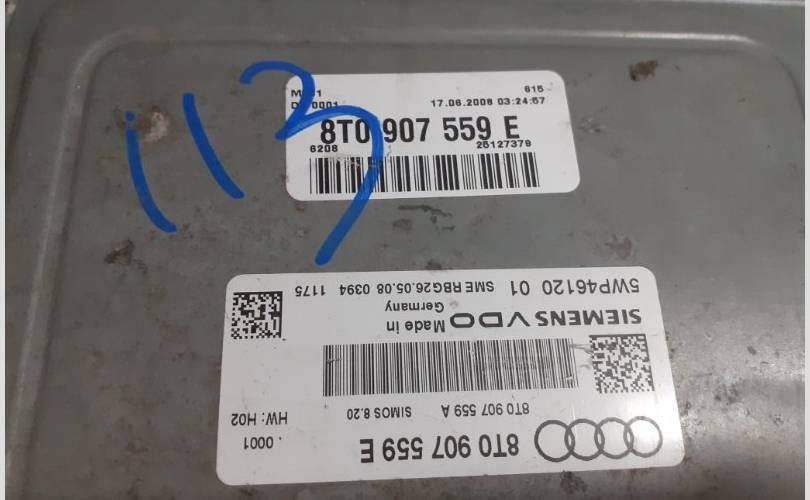 113
615
17.06.2008 03:24:57
8T0 907 559 E
6208 26127379
8T0 907 559 E
.0001
8T0 907 559 A SIMOS 8.20 HW: H02
SIEMENS VDO Made in
Germany
5WP46120 01 SME RBG26.05.08 0394 1175